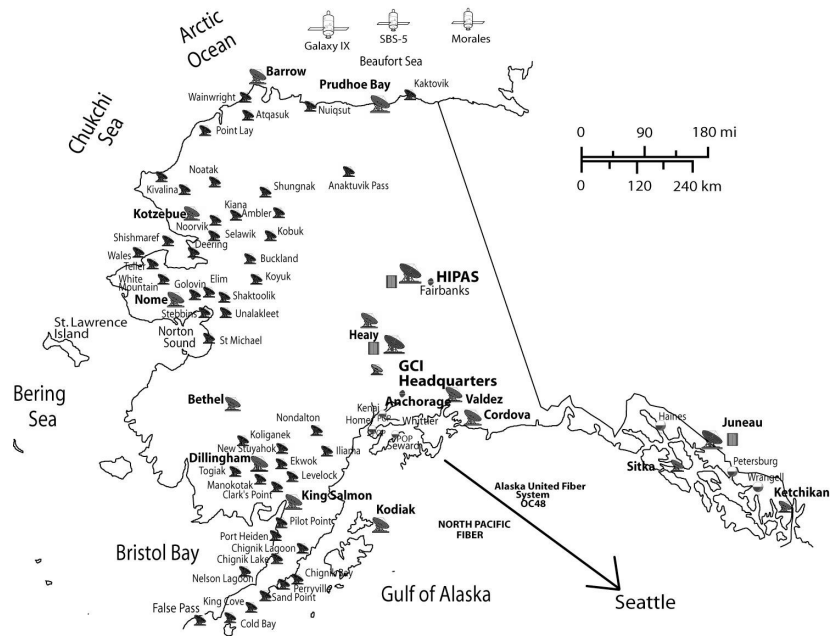 Arctic
Ocean
Galaxy IX
SBS-5
Morales
Beaufort Sea
Barrow
Prudhoe Bay
Kaktovik
Wainwright
Atqasuk
Nuiqsut
Chukchi
Sea
Point Lay
0 90 180 mi
0 120 240 km
Noatak
Kivalina
Shungnak
Anaktuvik Pass
Kiana
Kotzebue
Ambler
Noorvik
Selawik
Kobuk
Shishmaref
Deering
Wales
Teller
Buckland
White
Mountain
Golovin
Elim
Koyuk
HIPAS
Fairbanks
Nome
Shaktoolik
Stebbins
Unalakleet
St. Lawrence
Island
Norton
Sound
St Michael
Healy
GCI
Headquarters
Anchorage
Bering
Sea
Bethel
Valdez
Cordova
Kenai
POP
Homer
POP
Whittier
POP
Seward
Nondalton
Koliganek
New Stuyahok
Iliama
Haines
Juneau
Dillingham
Ekwok
Togiak
Levelock
Manokotak
Clark's Point
Sitka
Petersburg
Wrangell
Ketchikan
King Salmon
Alaska United Fiber
System
OC48
Kodiak
NORTH PACIFIC
FIBER
Pilot Point
Port Heiden
Chignik Lagoon
Bristol Bay
Chignik Lake
Nelson Lagoon
Chignik Bay
Perryville
Sand Point
Gulf of Alaska
Seattle
King Cove
False Pass
Cold Bay